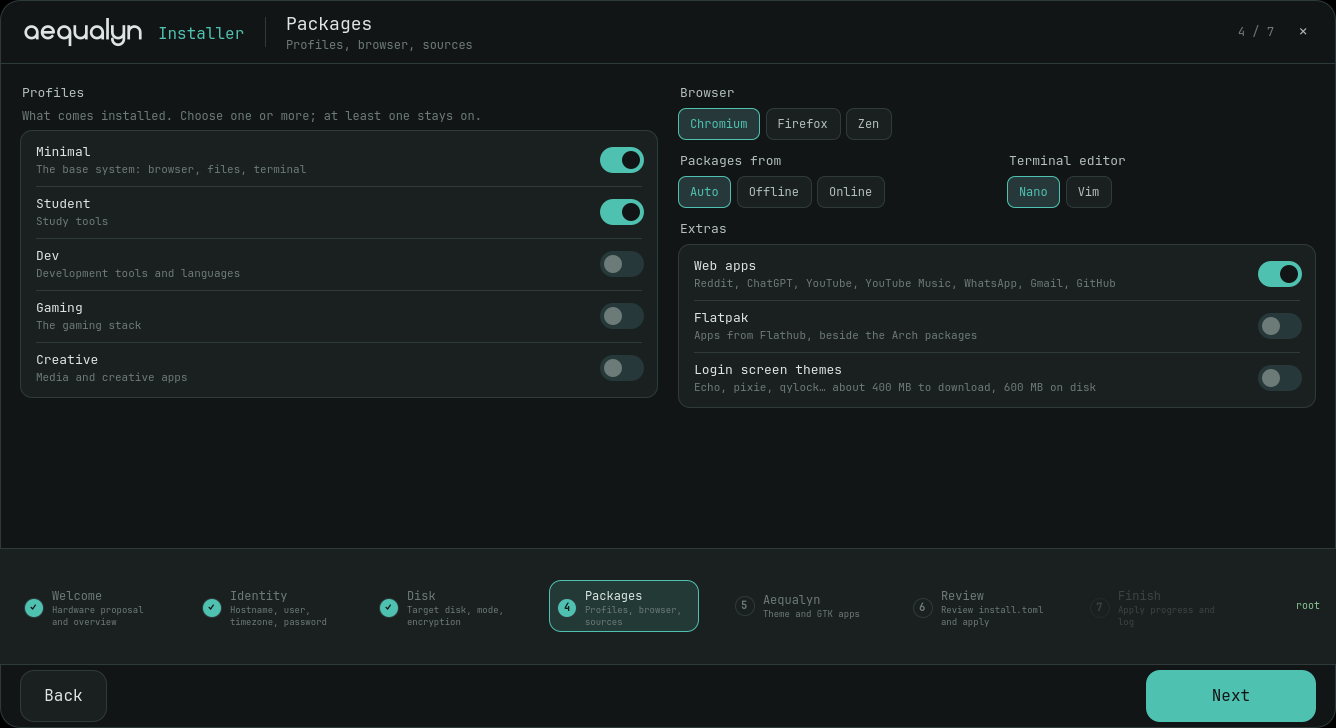 aequalyn Installer
Packages
Profiles, browser, sources
4 / 7 ×
Profiles
What comes installed. Choose one or more; at least one stays on.
Minimal
The base system: browser, files, terminal
Student
Study tools
Dev
Development tools and languages
Gaming
The gaming stack
Creative
Media and creative apps
Browser
Chromium Firefox Zen
Packages from
Auto Offline Online
Terminal editor
Nano Vim
Extras
Web apps
Reddit, ChatGPT, YouTube, YouTube Music, WhatsApp, Gmail, GitHub
Flatpak
Apps from Flathub, beside the Arch packages
Login screen themes
Echo, pixie, qylock… about 400 MB to download, 600 MB on disk
Welcome
Hardware proposal
and overview
Identity
Hostname, user,
timezone, password
Disk
Target disk, mode,
encryption
4
Packages
Profiles, browser,
sources
5
Aequalyn
Theme and GTK apps
6
Review
Review install.toml
and apply
7
Finish
Apply progress and
log
root
Back
Next